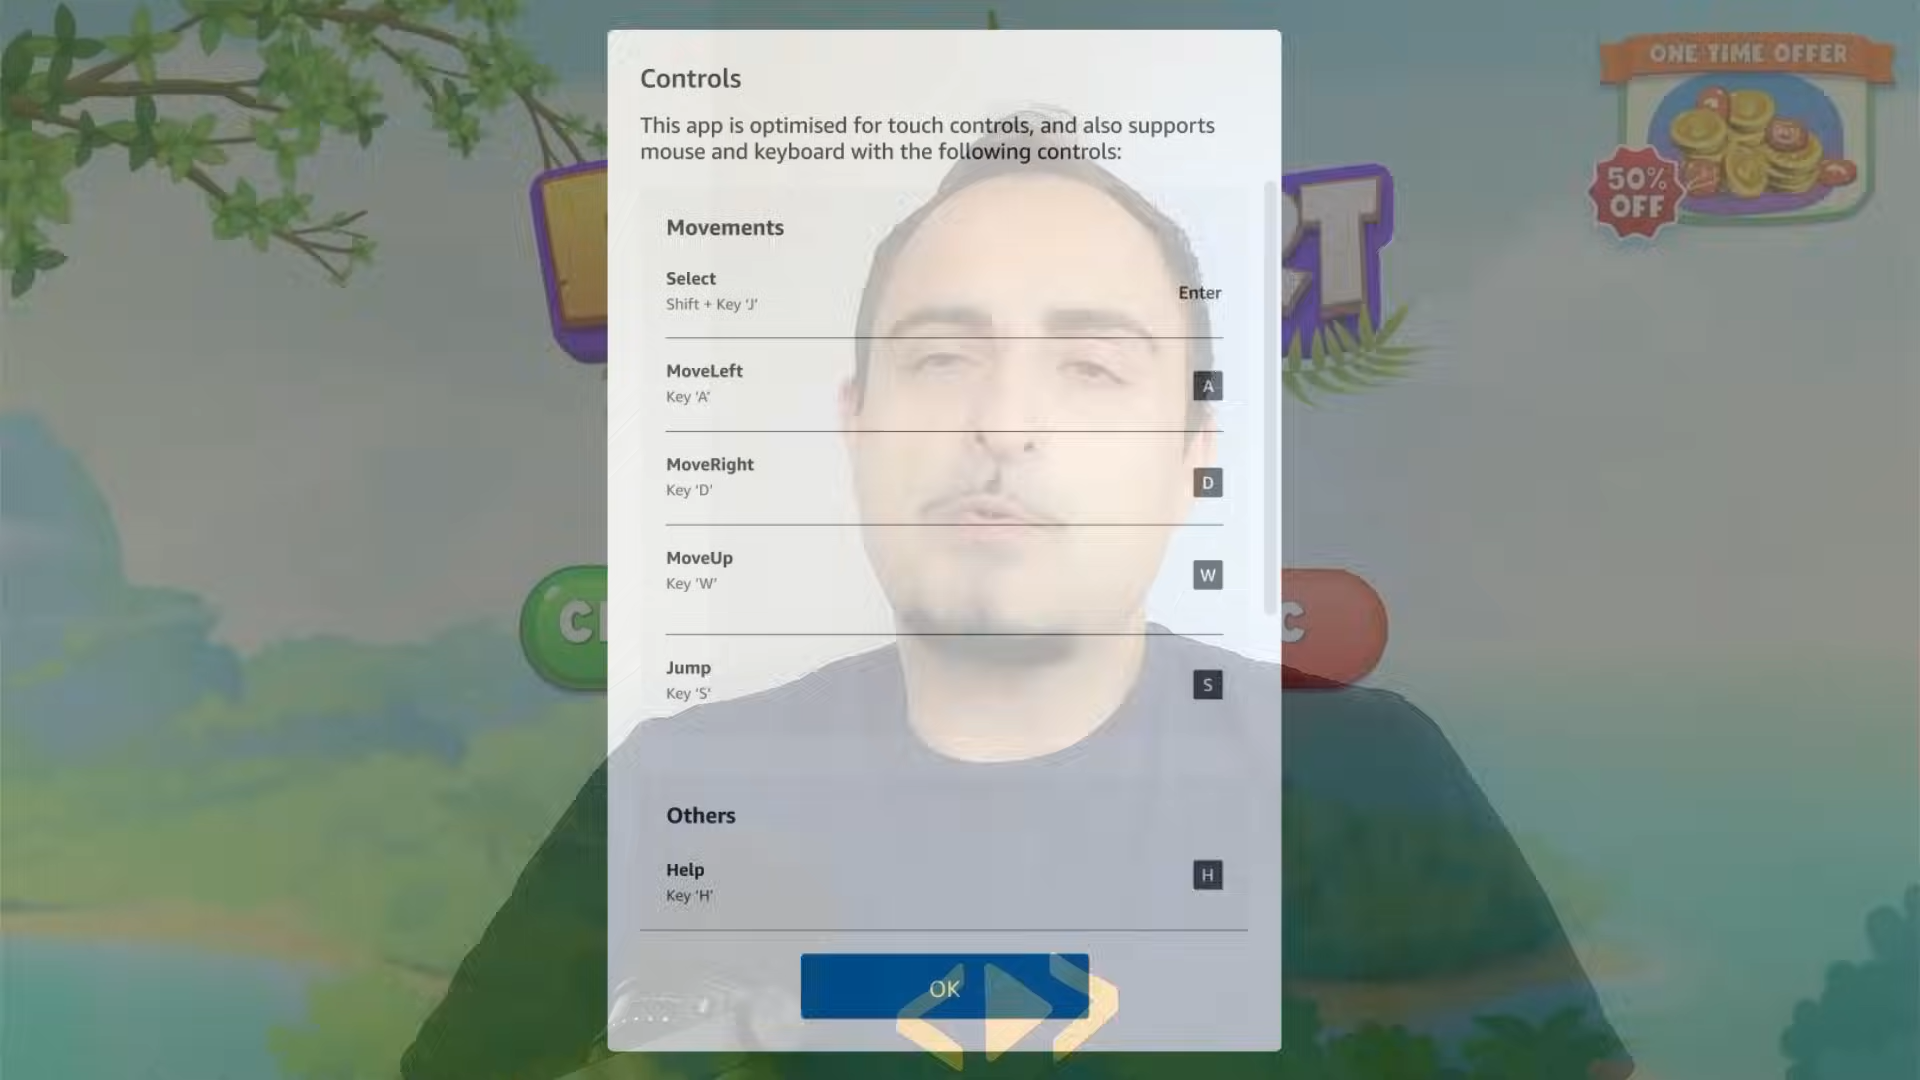 ONE TIME OFFER
50%
OFF
Controls
This app is optimised for touch controls, and also supports
mouse and keyboard with the following controls:
Movements
Select
Shift + Key ‘J’
Enter
MoveLeft
Key ‘A’
A
MoveRight
Key ‘D’
D
MoveUp
Key ‘W’
W
Jump
Key ‘S’
S
Others
Help
Key ‘H’
H
OK